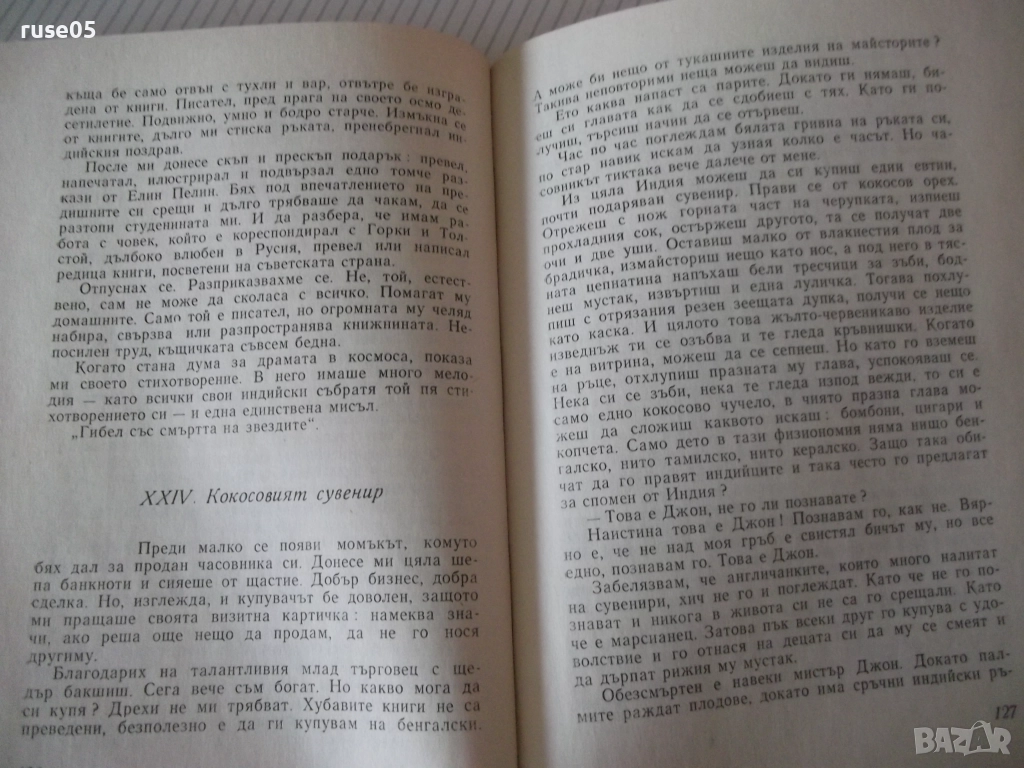 ruse05
къща бе само отвън с тухли и вар, отвътре бе изгра-
дена от книги. Писател, пред прага на своето осмо де-
сетилетие. Подвижно, умно и бодро старче. Измъкна се
от книгите, дълго ми стиска ръката, пренебрегнал ин-
дийския поздрав.
После ми донесе скъп и прескъп подарък: превел,
напечатал, илюстрирал и подвързал едно томче раз-
кази от Елин Пелин. Бях под впечатлението на пре-
дишните си срещи и дълго трябваше да чакам, да се
разтопи студенината ми. И да разбера, че имам ра-
бота с човек, който е кореспондирал с Горки и Тол-
стой, дълбоко влюбен в Русия, превел или написал
редица книги, посветени на съветската страна.
Отпуснах се. Разприказвахме се. Не, той, естест-
вено, сам не може да сколаса с всичко. Помагат му
домашните. Само той е писател, но огромната му челяд
набира, свързва или разпространява книжнината. Не-
посилен труд, къщичката съвсем бедна.
Когато стана дума за драмата в космоса, показа
ми своето стихотворение. В него имаше много мело-
дия — като всички свои индийски събратя той пя сти-
хотворението си — и една единствена мисъл.
„Гибел със смъртта на звездите“.
XXIV. Кокосовият сувенир
Преди малко се появи момъкът, комуто
бях дал за продан часовника си. Донесе ми цяла ше-
па банкноти и сияеше от щастие. Добър бизнес, добра
сделка. Но, изглежда, и купувачът бе доволен, защото
ми пращаше своята визитна картичка: намеква зна-
чи, ако реша още нещо да продам, да не го нося
другиму.
Благодарих на талантливия млад търговец с ще-
дър бакшиш. Сега вече съм богат. Но какво мога да
си купя? Дрехи не ми трябват. Хубавите книги не са
преведени, безполезно е да ги купувам на бенгалски.
А може би нещо от тукашните изделия на майсторите?
Такива неповторими неща можеш да видиш.
Ето каква напаст са парите. Докато ги нямаш, би-
еш си главата как да се сдобиеш с тях. Като ги по-
лучиш, търсиш начин да се отървеш.
Час по час поглеждам бялата гривна на ръката си,
по стар навик искам да узная колко е часът. Но ча-
совникът тиктака вече далече от мене.
Из цяла Индия можеш да си купиш един евтин,
почти подаряван сувенир. Прави се от кокосов орех.
Отрежеш с нож горната част на черупката, изпиеш
прохладния сок, остържеш другото, та се получат две
очи и две уши. Оставиш малко от влакнестия плод за
брадичка, измайсториш нещо като нос, а под него в тяс-
ната цепнатина напъхаш бели тресчици за зъби, бод-
неш мустак, извъртиш и една луличка. Тогава похлу-
пиш с отрязания резен зеещата дупка, получи се нещо
като каска. И цялото това жълто-червеникаво изделие
изведнъж ти се озъбва и те гледа кръвнишки. Когато
е на витрина, можеш да се сепнеш. Но като го вземеш
на ръце, отхлупиш празната му глава, успокояваш се.
Нека си се зъби, нека те гледа изпод вежди, то си е
само едно кокосово чучело, в чиято празна глава мо-
жеш да сложиш каквото искаш: бомбони, цигари и
копчета. Само дето в тази физиономия няма нищо бен-
галско, нито тамилско, нито кералско. Защо така оби-
чат да го правят индийците и така често го предлагат
за спомен от Индия?
— Това е Джон, не го ли познавате?
Наистина това е Джон! Познавам го, как не. Вяр-
но е, че не над моя гръб е свистял бичът му, но все
едно, познавам го. Това е Джон.
Забелязвам, че англичанките, които много налитат
на сувенири, хич не го и поглеждат. Като че не го по-
знават и никога в живота си не са го срещали. Като
че е марсианец. Затова пък всеки друг го купува с удо-
волствие и го отнася на децата си да му се смеят и
да дърпат рижия му мустак.
Обезсмъртен е навеки мистър Джон. Докато пал-
мите раждат плодове, докато има сръчни индийски ръ-
127
BAZAR